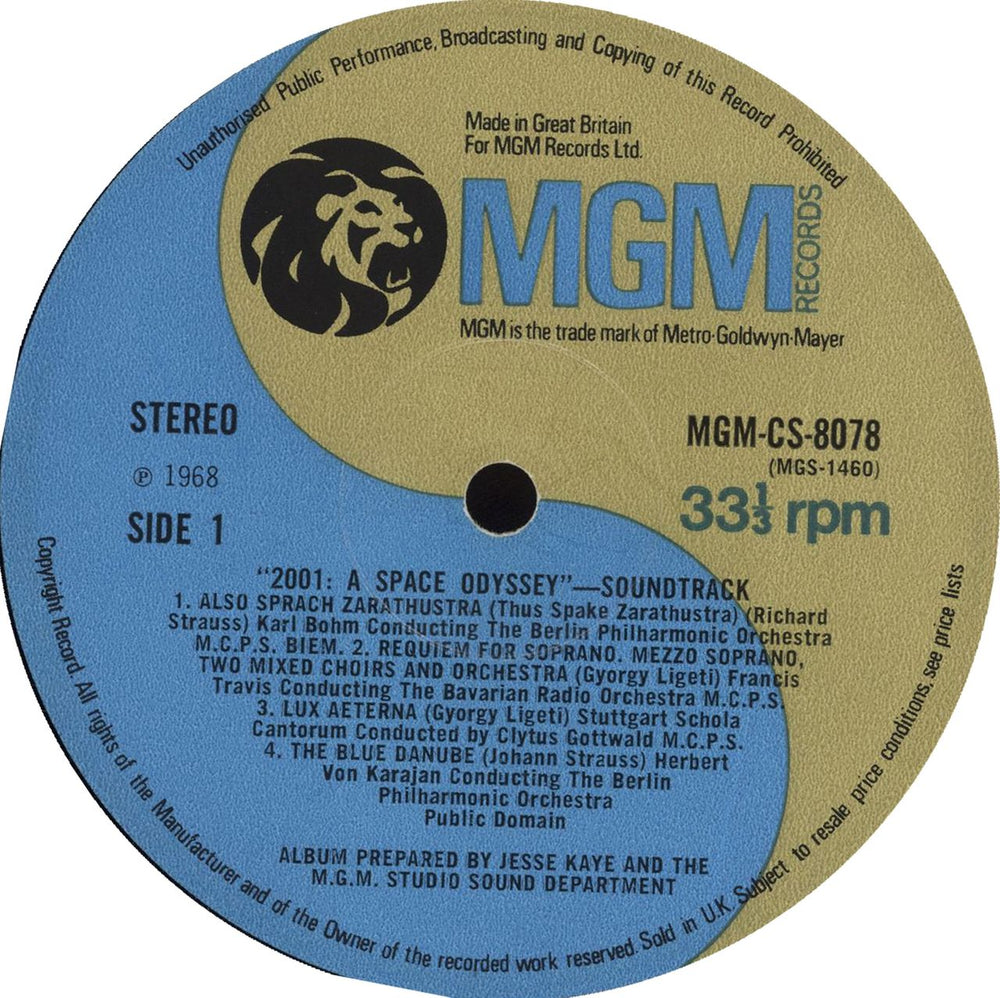 Unauthorised Public Performance, Broadcasting and Copying of this Record Prohibited
Made in Great Britain
For MGM Records Ltd.
MGM RECORDS
MGM is the trade mark of Metro-Goldwyn-Mayer
STEREO
℗ 1968
SIDE 1
MGM-CS-8078
(MGS-1460)
33⅓ rpm
"2001: A SPACE ODYSSEY"—SOUNDTRACK
1. ALSO SPRACH ZARATHUSTRA (Thus Spake Zarathustra) (Richard
Strauss) Karl Bohm Conducting The Berlin Philharmonic Orchestra
M.C.P.S. BIEM. 2. REQUIEM FOR SOPRANO. MEZZO SOPRANO,
TWO MIXED CHOIRS AND ORCHESTRA (Gyorgy Ligeti) Francis
Travis Conducting The Bavarian Radio Orchestra M.C.P.S.
3. LUX AETERNA (Gyorgy Ligeti) Stuttgart Schola
Cantorum Conducted by Clytus Gottwald M.C.P.S.
4. THE BLUE DANUBE (Johann Strauss) Herbert
Von Karajan Conducting The Berlin
Philharmonic Orchestra
Public Domain
ALBUM PREPARED BY JESSE KAYE AND THE
M.G.M. STUDIO SOUND DEPARTMENT
Copyright Record. All rights of the Manufacturer and of the Owner of the recorded work reserved. Sold in U.K. Subject to resale price conditions, see price lists